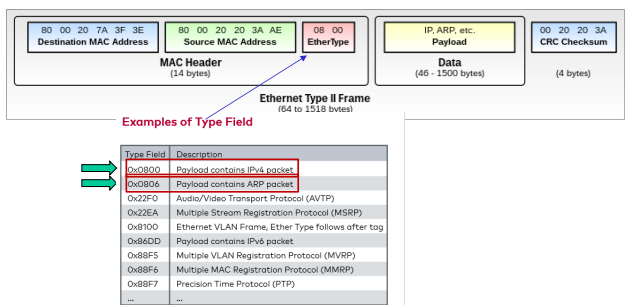 80 00 20 7A 3F 3E
Destination MAC Address
80 00 20 20 3A AE
Source MAC Address
08 00
EtherType
IP, ARP, etc.
Payload
00 20 20 3A
CRC Checksum
MAC Header
(14 bytes)
Data
(46 - 1500 bytes)
(4 bytes)
Ethernet Type II Frame
(64 to 1518 bytes)
Examples of Type Field
Type Field Description
0x0800 Payload contains IPv4 packet
0x0806 Payload contains ARP packet
0x22F0 Audio/Video Transport Protocol (AVTP)
0x22EA Multiple Stream Registration Protocol (MSRP)
0x8100 Ethernet VLAN Frame, Ether Type follows after tag
0x86DD Payload contains IPv6 packet
0x88F5 Multiple VLAN Registration Protocol (MVRP)
0x88F6 Multiple MAC Registration Protocol (MMRP)
0x88F7 Precision Time Protocol (PTP)
... ...